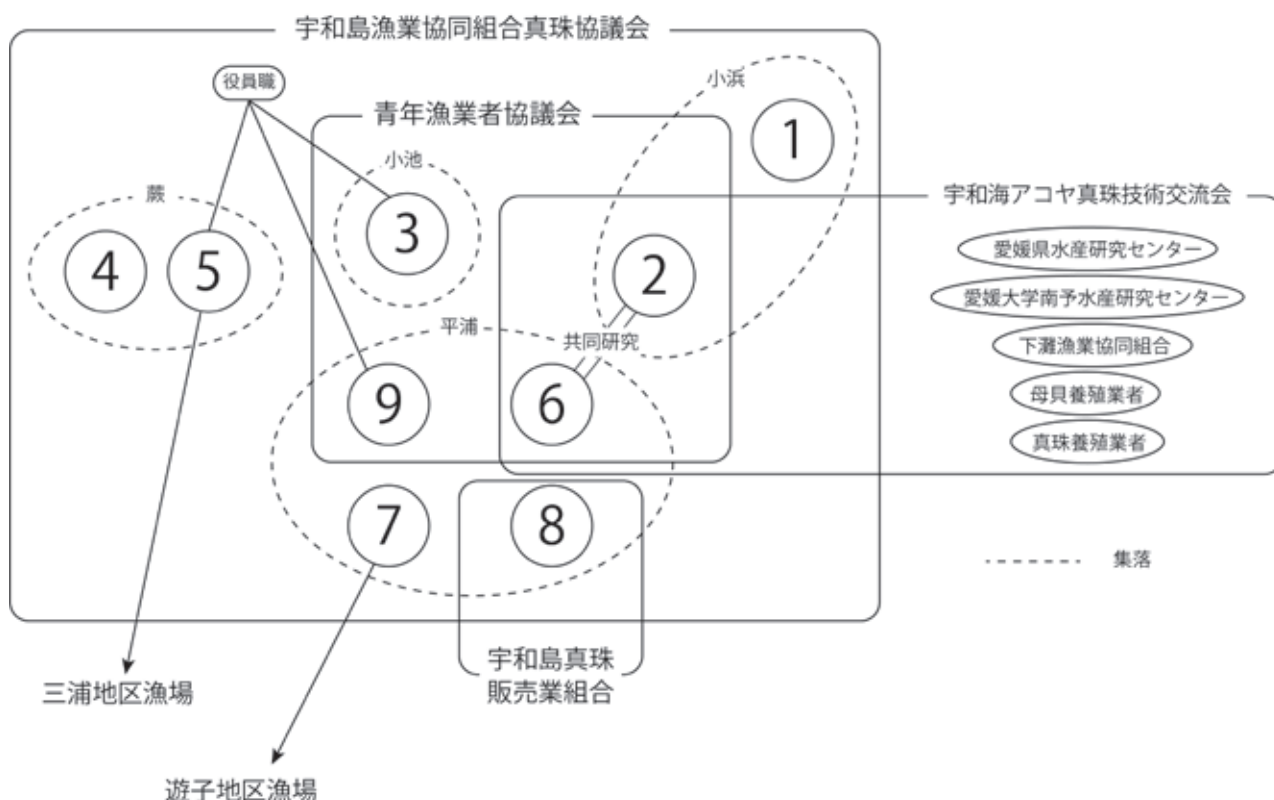 宇和島漁業協同組合真珠協議会
役員職
小浜
青年漁業者協議会
1
小池
蕨
宇和海アコヤ真珠技術交流会
3
4
5
2
愛媛県水産研究センター
愛媛大学南予水産研究センター
平浦
共同研究
下灘漁業協同組合
9
6
母貝養殖業者
真珠養殖業者
7
8
集落
宇和島真珠
販売業組合
三浦地区漁場
遊子地区漁場